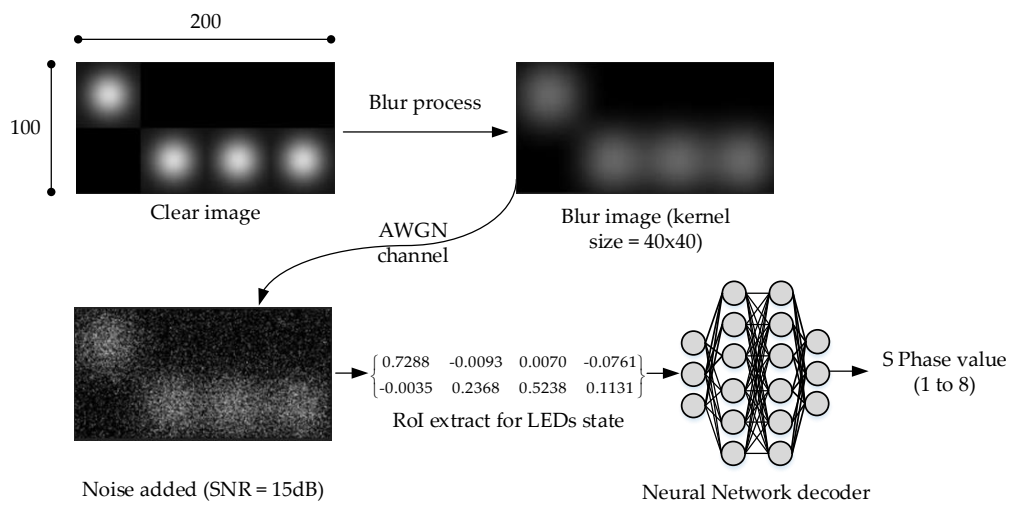 200
100
Blur process
Clear image
Blur image (kernel
size = 40x40)
AWGN
channel
0.7288 -0.0093 0.0070 -0.0761
-0.0035 0.2368 0.5238 0.1131
RoI extract for LEDs state
S Phase value
(1 to 8)
Noise added (SNR = 15dB)
Neural Network decoder